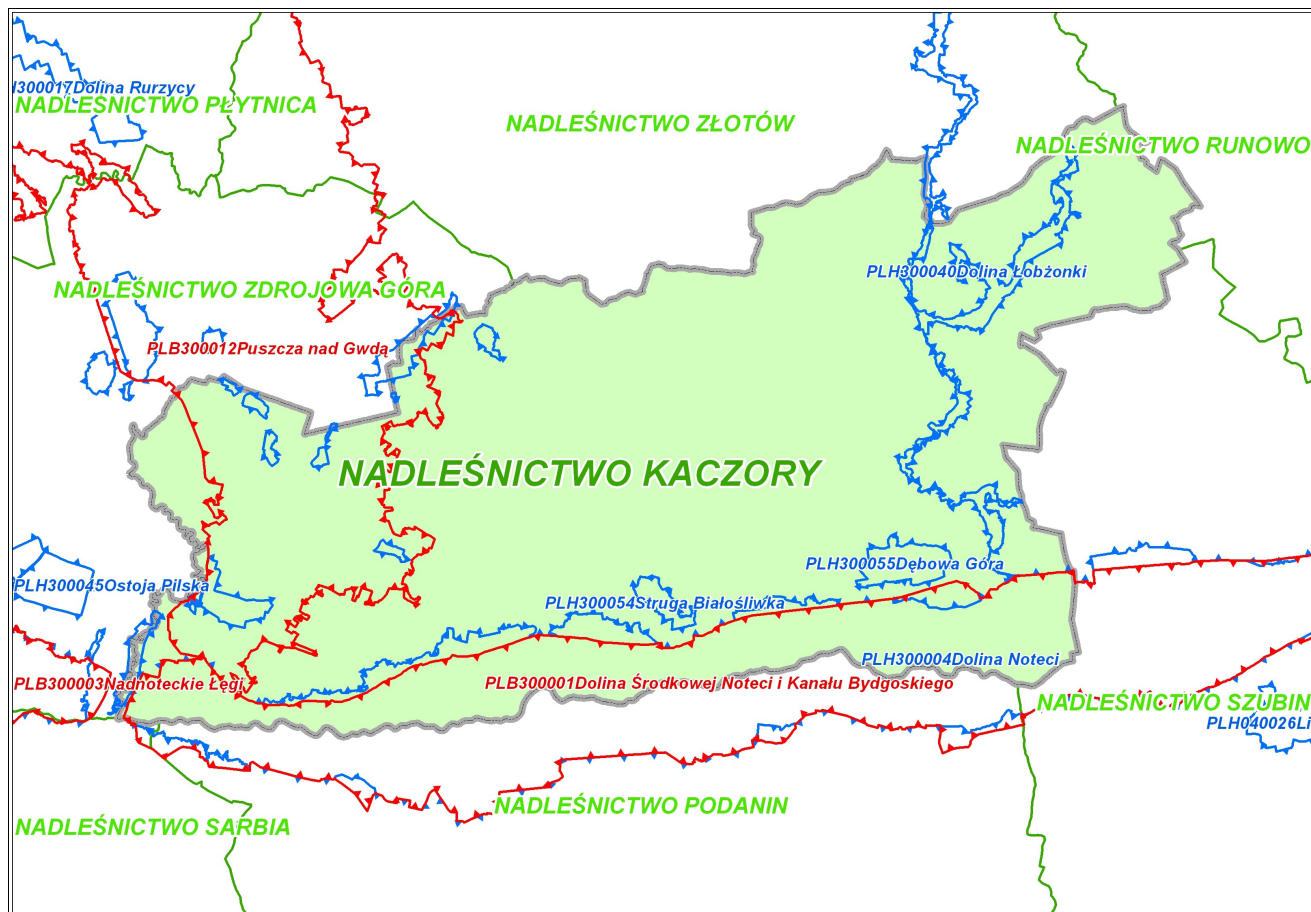 H300017Dolina Rurzycy
NADLEŚNICTWO PŁYTNICA
NADLEŚNICTWO ZŁOTÓW
NADLEŚNICTWO RUNOWO
PLH300040Dolina Łobżonki
NADLEŚNICTWO ZDROJOWA GÓRA
PLB300012Puszcza nad Gwdą
NADLEŚNICTWO KACZORY
PLH300055Dębowa Góra
PLH300045Ostoja Pilska
PLH300054Struga Białośliwka
PLH300004Dolina Noteci
PLB300003Nadnoteckie Łęgi
PLB300001Dolina Środkowej Noteci i Kanału Bydgoskiego
NADLEŚNICTWO SZUBIN
PLH040026Li
NADLEŚNICTWO PODANIN
NADLEŚNICTWO SARBIA